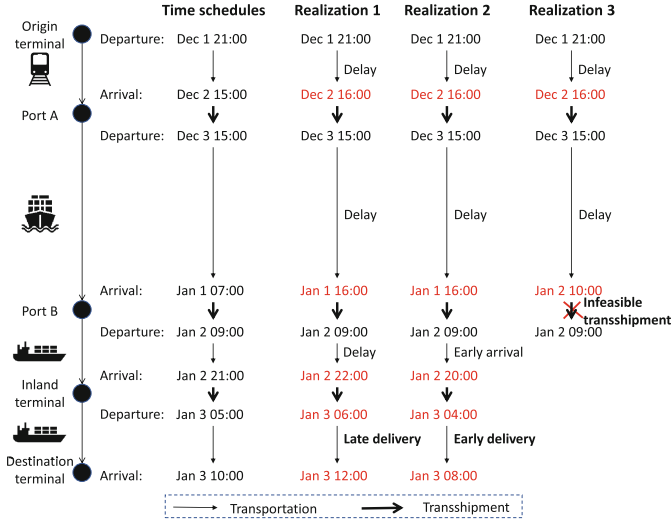 Time schedules Realization 1 Realization 2 Realization 3
Origin
terminal
Departure: Dec 1 21:00 Dec 1 21:00 Dec 1 21:00 Dec 1 21:00
Delay Delay Delay
Arrival: Dec 2 15:00 Dec 2 16:00 Dec 2 16:00 Dec 2 16:00
Port A
Departure: Dec 3 15:00 Dec 3 15:00 Dec 3 15:00 Dec 3 15:00
Delay Delay Delay
Arrival: Jan 1 07:00 Jan 1 16:00 Jan 1 16:00 Jan 2 10:00
Port B
Infeasible
transshipment
Departure: Jan 2 09:00 Jan 2 09:00 Jan 2 09:00 Jan 2 09:00
Delay Early arrival
Arrival: Jan 2 21:00 Jan 2 22:00 Jan 2 20:00
Inland
terminal
Departure: Jan 3 05:00 Jan 3 06:00 Jan 3 04:00
Late delivery Early delivery
Destination
terminal
Arrival: Jan 3 10:00 Jan 3 12:00 Jan 3 08:00
Transportation Transshipment